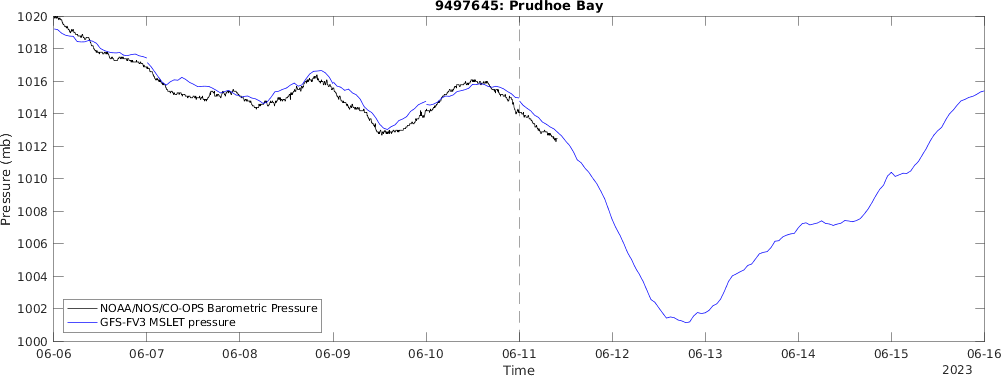 9497645: Prudhoe Bay
1020
1018
1016
1014
1012
1010
1008
1006
1004
1002
1000
Pressure (mb)
NOAA/NOS/CO-OPS Barometric Pressure
GFS-FV3 MSLET pressure
06-06 06-07 06-08 06-09 06-10 06-11 06-12 06-13 06-14 06-15 06-16
Time
2023